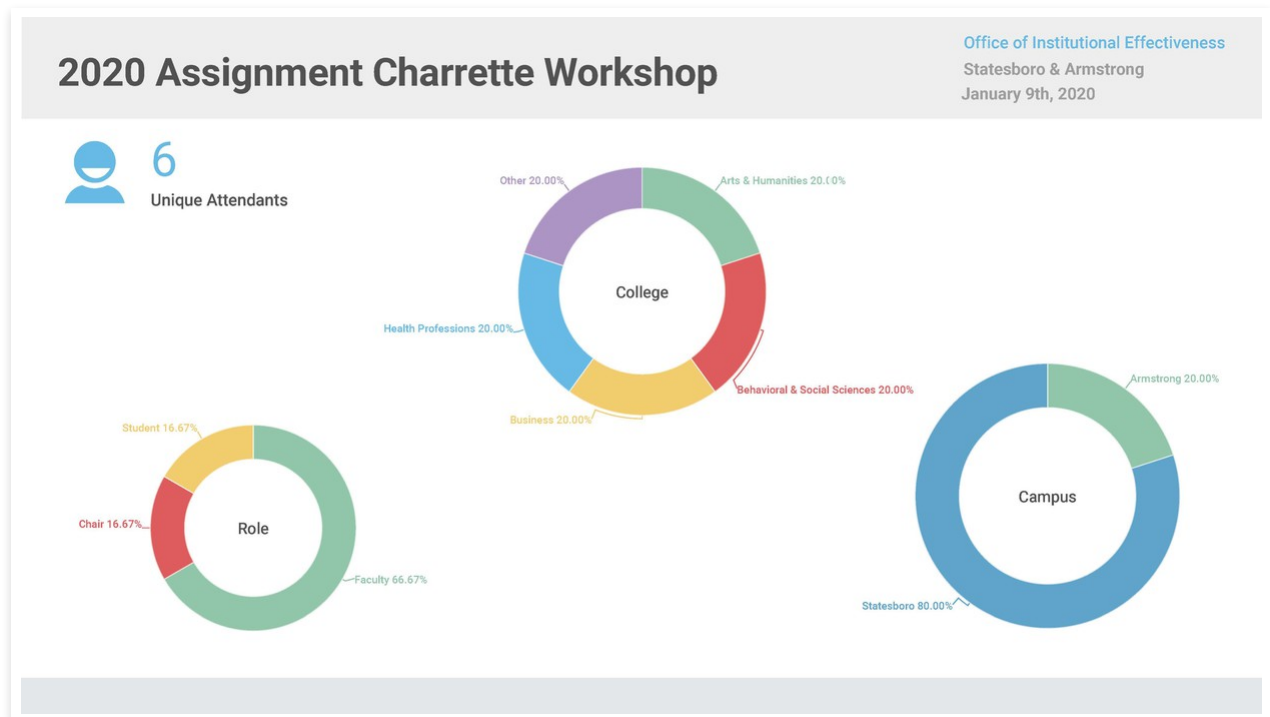 2020 Assignment Charrette Workshop
Office of Institutional Effectiveness
Statesboro & Armstrong
January 9th, 2020
6
Unique Attendants
Other 20.00%
Arts & Humanities 20.00%
College
Health Professions 20.00%
Behavioral & Social Sciences 20.00%
Business 20.00%
Armstrong 20.00%
Campus
Statesboro 80.00%
Student 16.67%
Chair 16.67%
Role
Faculty 66.67%